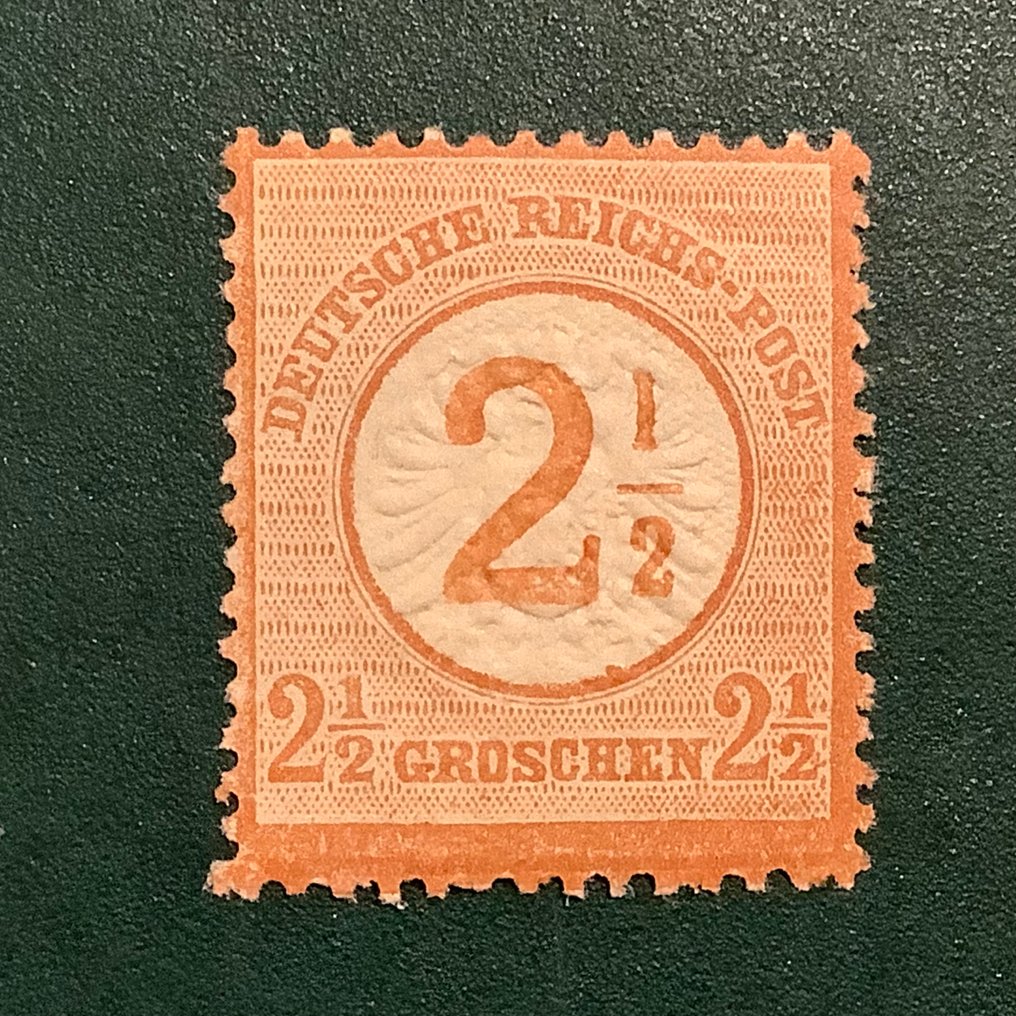 DEUTSCHE REICHS-POST
2 1/2
2 1/2 GROSCHEN 2 1/2